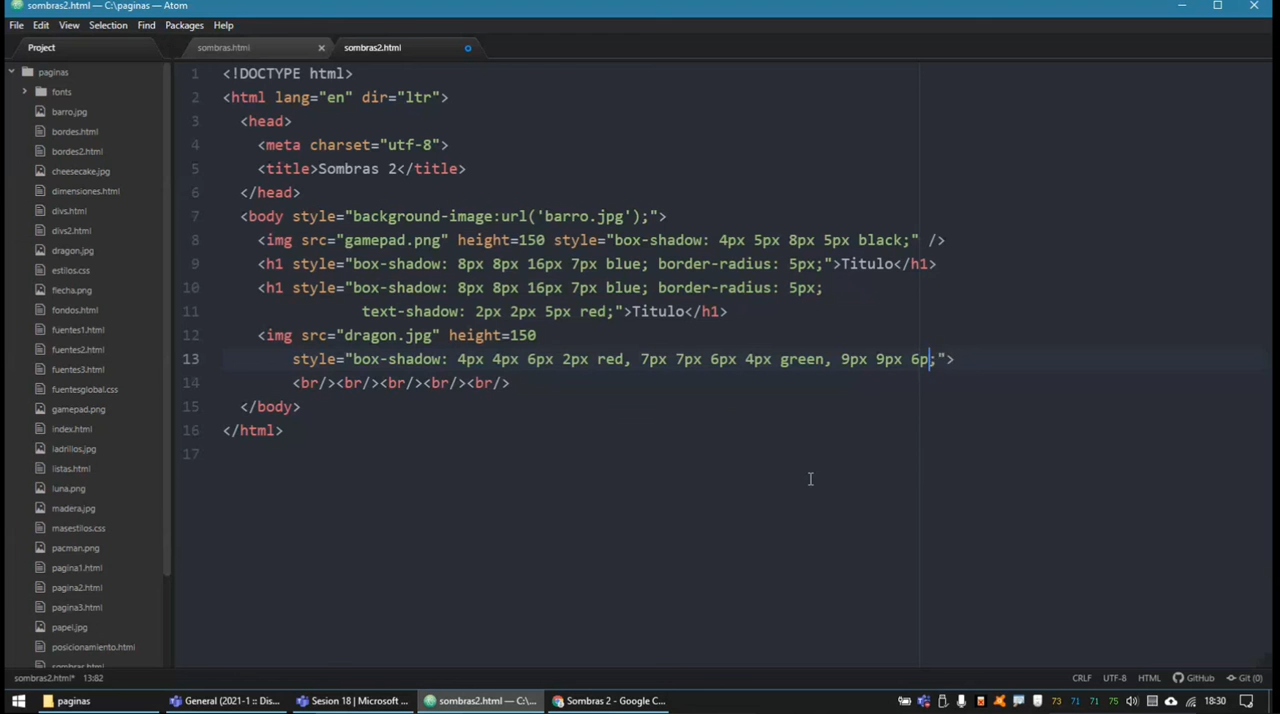 sombras2.html — C:\paginas — Atom
File Edit View Selection Find Packages Help
Project
sombras.html
sombras2.html
paginas
fonts
barro.jpg
bordes.html
bordes2.html
cheesecake.jpg
dimensiones.html
divs.html
divs2.html
dragon.jpg
estilos.css
flecha.png
fondos.html
fuentes1.html
fuentes2.html
fuentes3.html
fuentesglobal.css
gamepad.png
index.html
ladrillos.jpg
listas.html
luna.png
madera.jpg
masestilos.css
pacman.png
pagina1.html
pagina2.html
pagina3.html
papel.jpg
posicionamiento.html
sombras.html
1 <!DOCTYPE html>
2 <html lang="en" dir="ltr">
3 <head>
4 <meta charset="utf-8">
5 <title>Sombras 2</title>
6 </head>
7 <body style="background-image:url('barro.jpg');">
8 <img src="gamepad.png" height=150 style="box-shadow: 4px 5px 8px 5px black;" />
9 <h1 style="box-shadow: 8px 8px 16px 7px blue; border-radius: 5px;">Titulo</h1>
10 <h1 style="box-shadow: 8px 8px 16px 7px blue; border-radius: 5px;
11 text-shadow: 2px 2px 5px red;">Titulo</h1>
12 <img src="dragon.jpg" height=150
13 style="box-shadow: 4px 4px 6px 2px red, 7px 7px 6px 4px green, 9px 9px 6p;">
14 <br/><br/><br/><br/><br/>
15 </body>
16 </html>
17
sombras2.html* 13:82
CRLF UTF-8 HTML GitHub Git (0)
paginas
General (2021-1 :: Dis...
Sesion 18 | Microsoft ...
sombras2.html — C:\...
Sombras 2 - Google C...
73 71 71 75 18:30